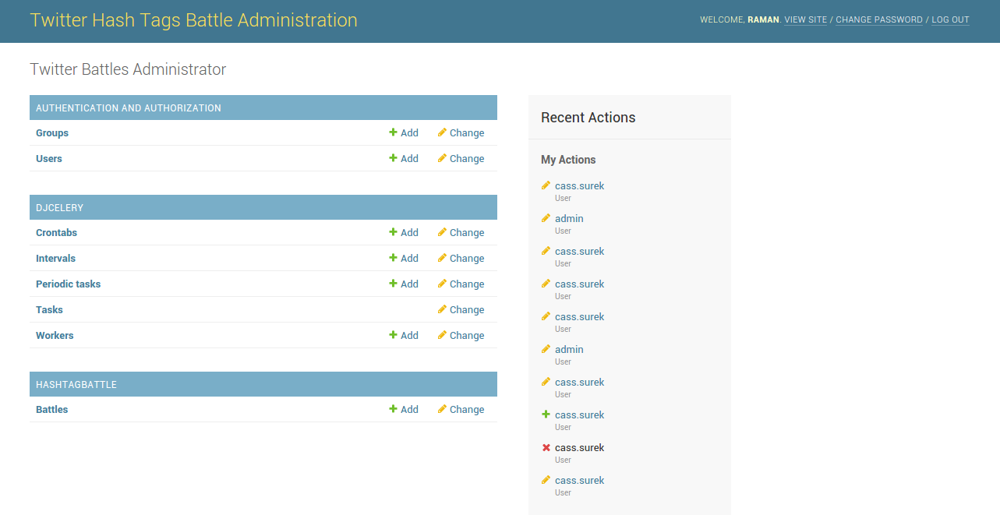 Twitter Hash Tags Battle Administration
WELCOME, RAMAN. VIEW SITE / CHANGE PASSWORD / LOG OUT
Twitter Battles Administrator
AUTHENTICATION AND AUTHORIZATION
Groups Add Change
Users Add Change
DJCELERY
Crontabs Add Change
Intervals Add Change
Periodic tasks Add Change
Tasks Change
Workers Add Change
HASHTAGBATTLE
Battles Add Change
Recent Actions
My Actions
cass.surek
User
admin
User
cass.surek
User
cass.surek
User
cass.surek
User
admin
User
cass.surek
User
cass.surek
User
cass.surek
User
cass.surek
User